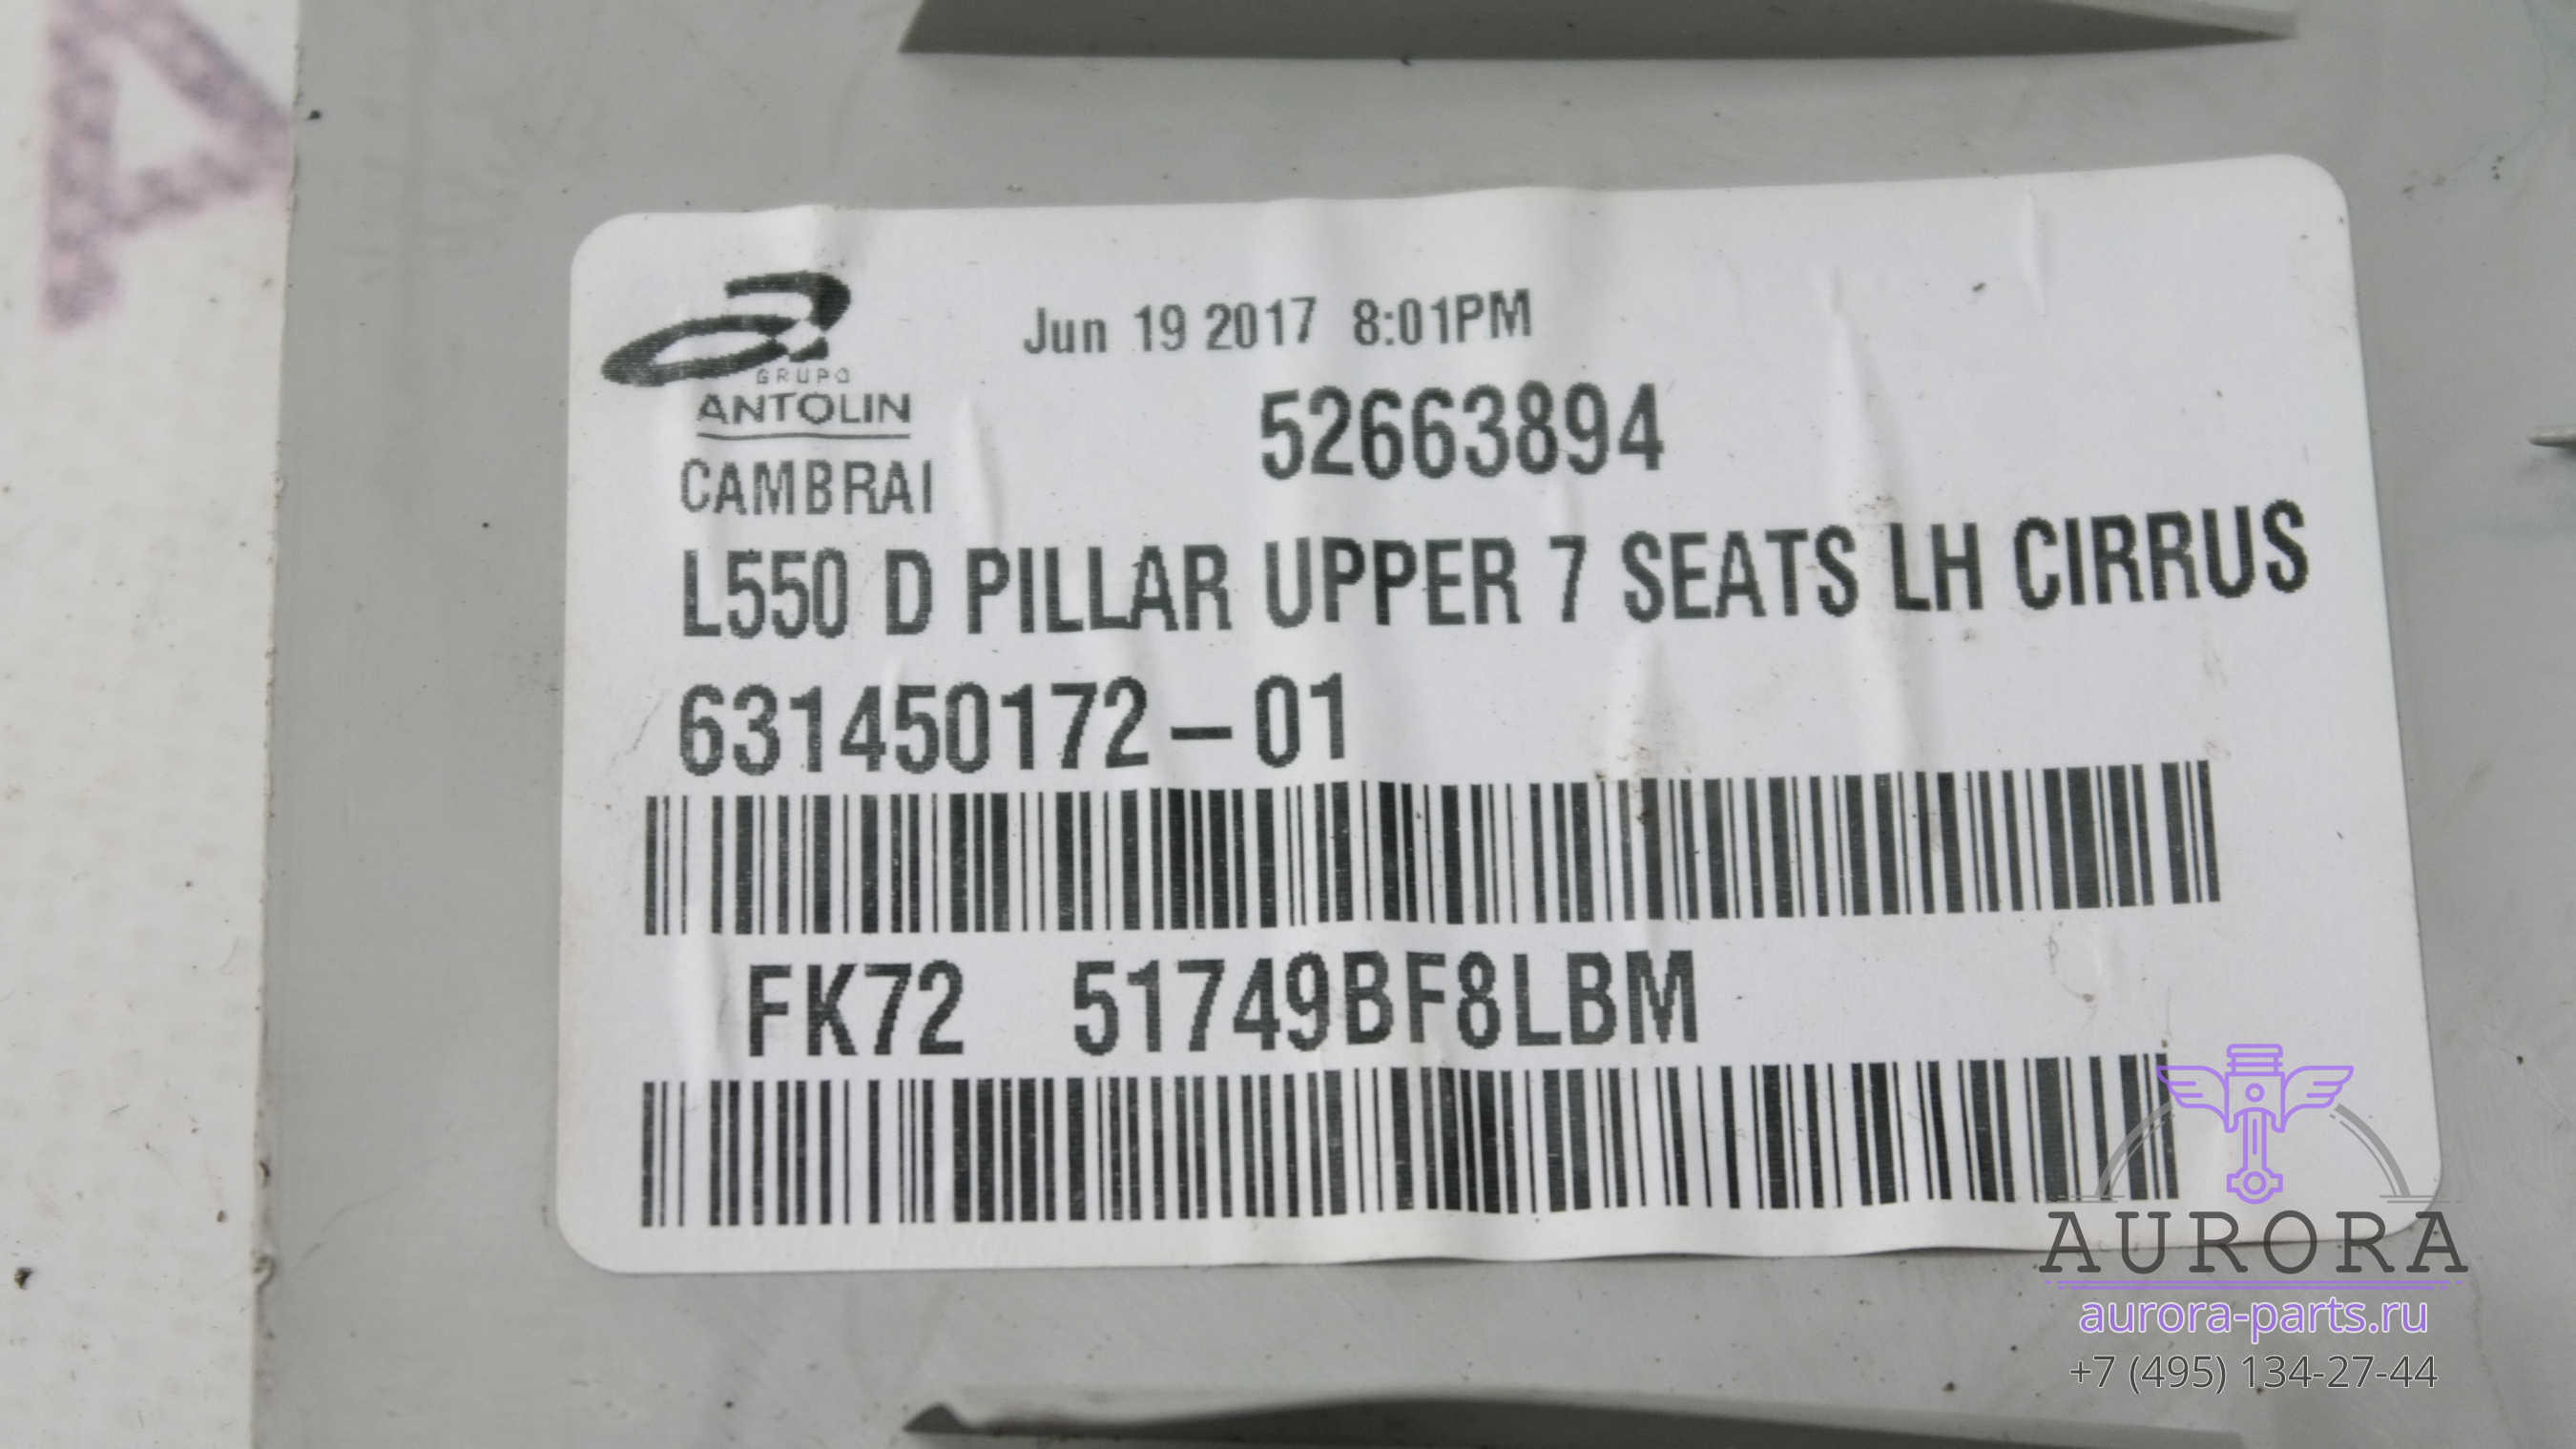 A
Jun 19 2017 8:01PM
GRUPO
ANTOLIN
52663894
CAMBRAI
L550 D PILLAR UPPER 7 SEATS LH CIRRUS
631450172-01
FK72 51749BF8LBM
AURORA
aurora-parts.ru
+7 (495) 134-27-44